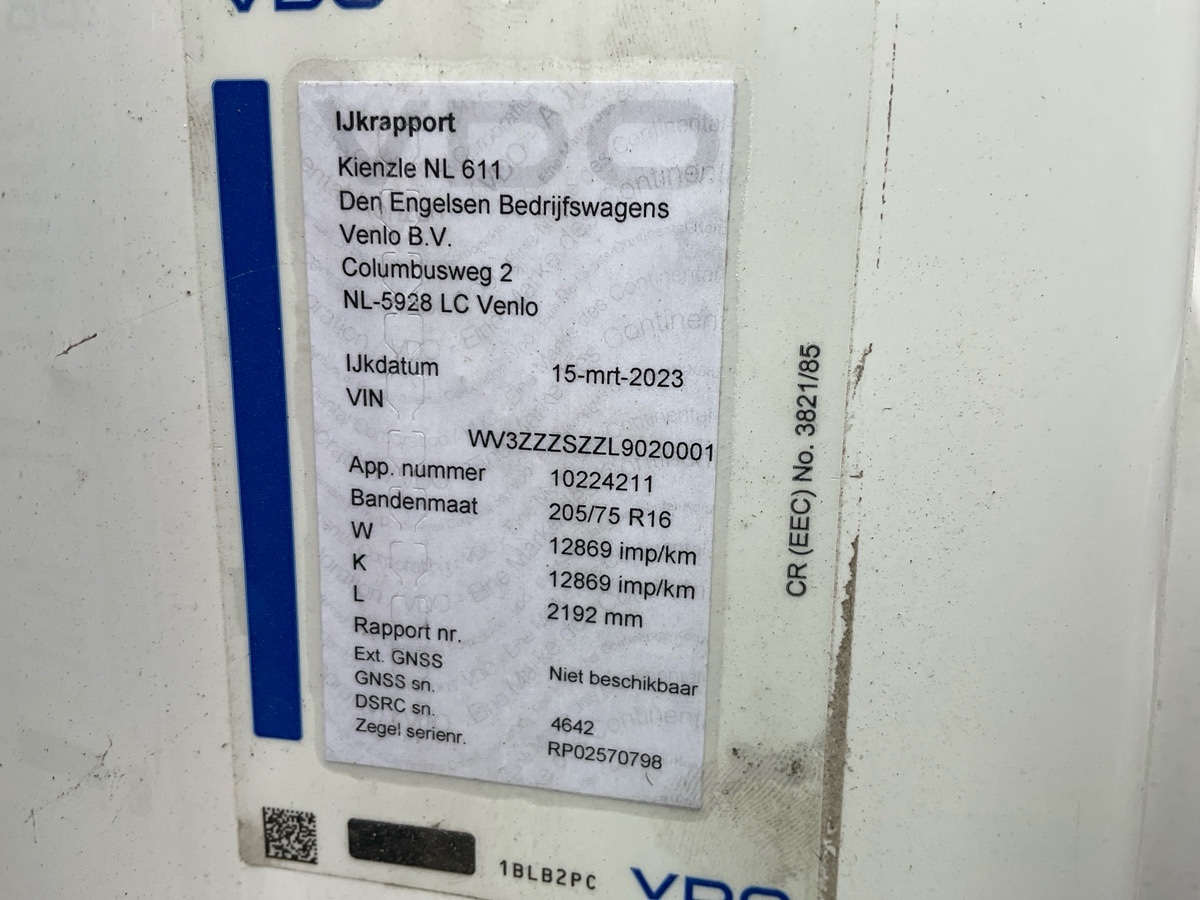 VDO
IJkrapport
Kienzle NL 611
Den Engelsen Bedrijfswagens
Venlo B.V.
Columbusweg 2
NL-5928 LC Venlo
IJkdatum 15-mrt-2023
VIN
WV3ZZZSZZL9020001
App. nummer 10224211
Bandenmaat 205/75 R16
W 12869 imp/km
K 12869 imp/km
L 2192 mm
Rapport nr.
Ext. GNSS Niet beschikbaar
GNSS sn.
DSRC sn. 4642
Zegel serienr. RP02570798
CR (EEC) No. 3821/85
1BLB2PC
VDO